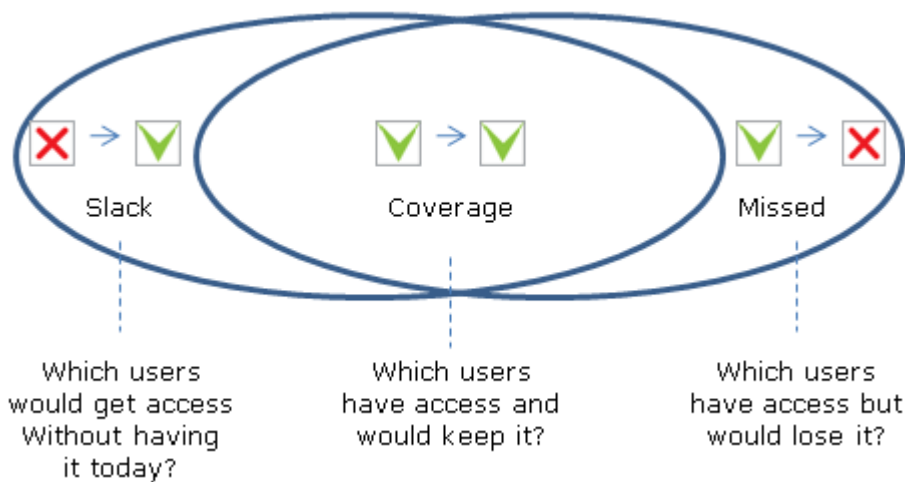 Slack
Coverage
Missed
Which users
would get access
Without having
it today?
Which users
have access and
would keep it?
Which users
have access but
would lose it?